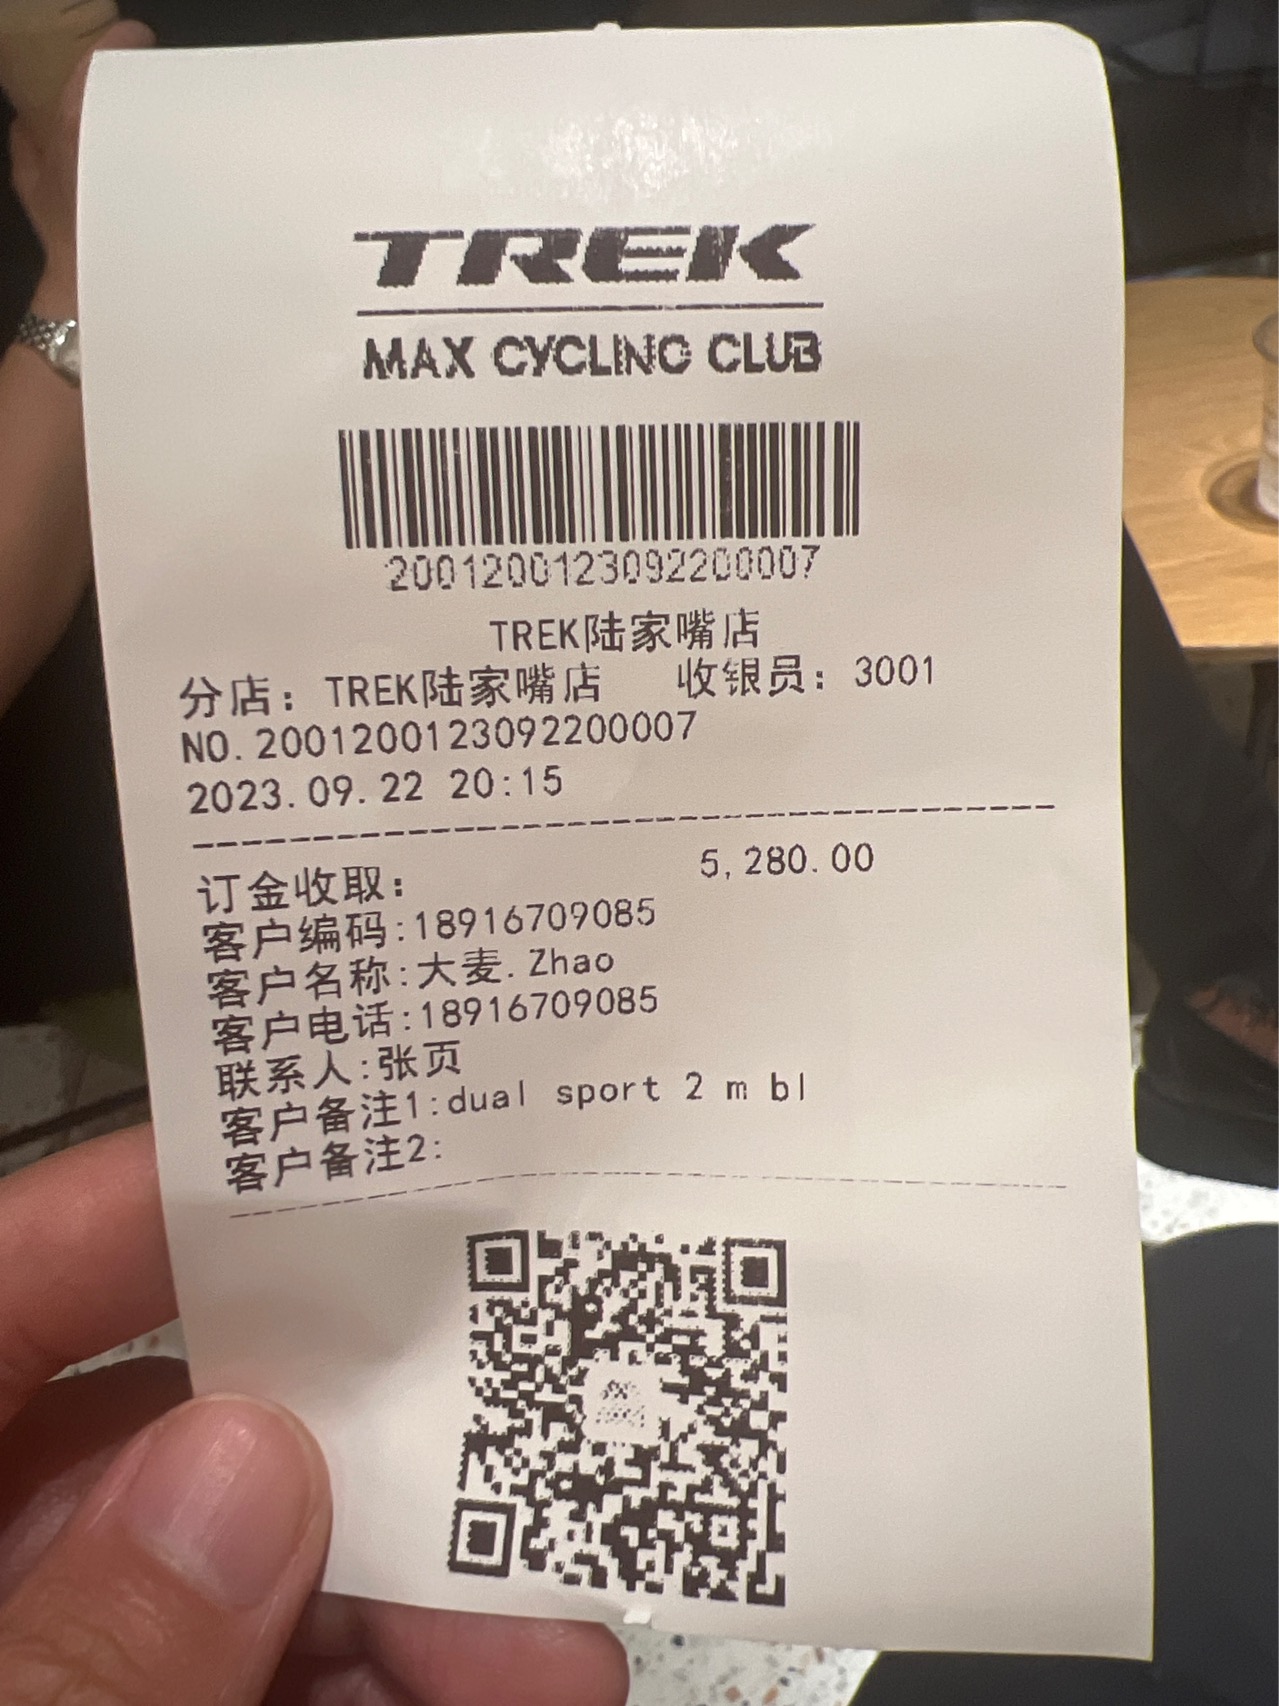 TREK
MAX CYCLING CLUB
2001200123092200007
TREK陆家嘴店
分店：TREK陆家嘴店 收银员：3001
NO.2001200123092200007
2023.09.22 20:15
订金收取： 5,280.00
客户编码:18916709085
客户名称:大麦.Zhao
客户电话:18916709085
联系人:张页
客户备注1:dual sport 2 m bl
客户备注2: